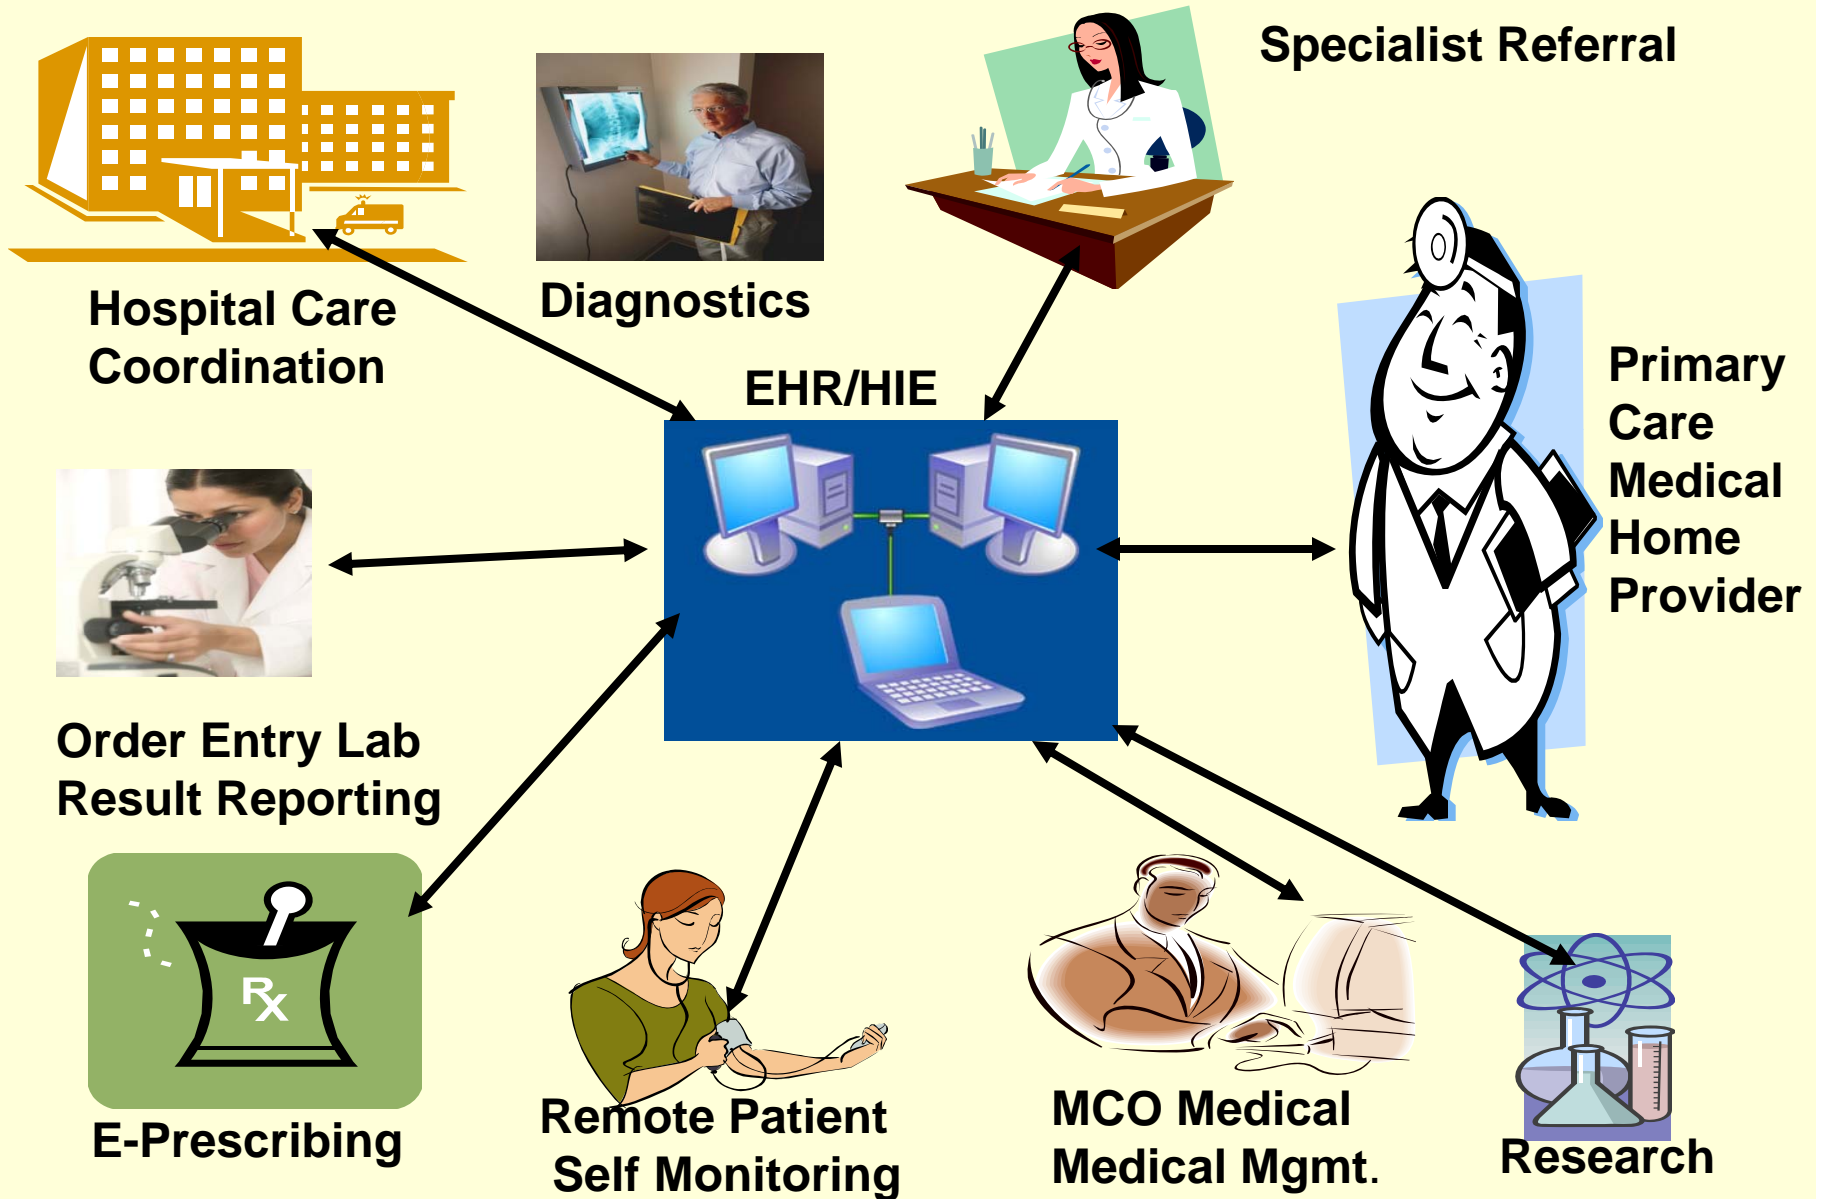 Specialist Referral
Diagnostics
Hospital Care
Coordination
EHR/HIE
Primary
Care
Medical
Home
Provider
Order Entry Lab
Result Reporting
Rx
E-Prescribing
Remote Patient
Self Monitoring
MCO Medical
Medical Mgmt.
Research